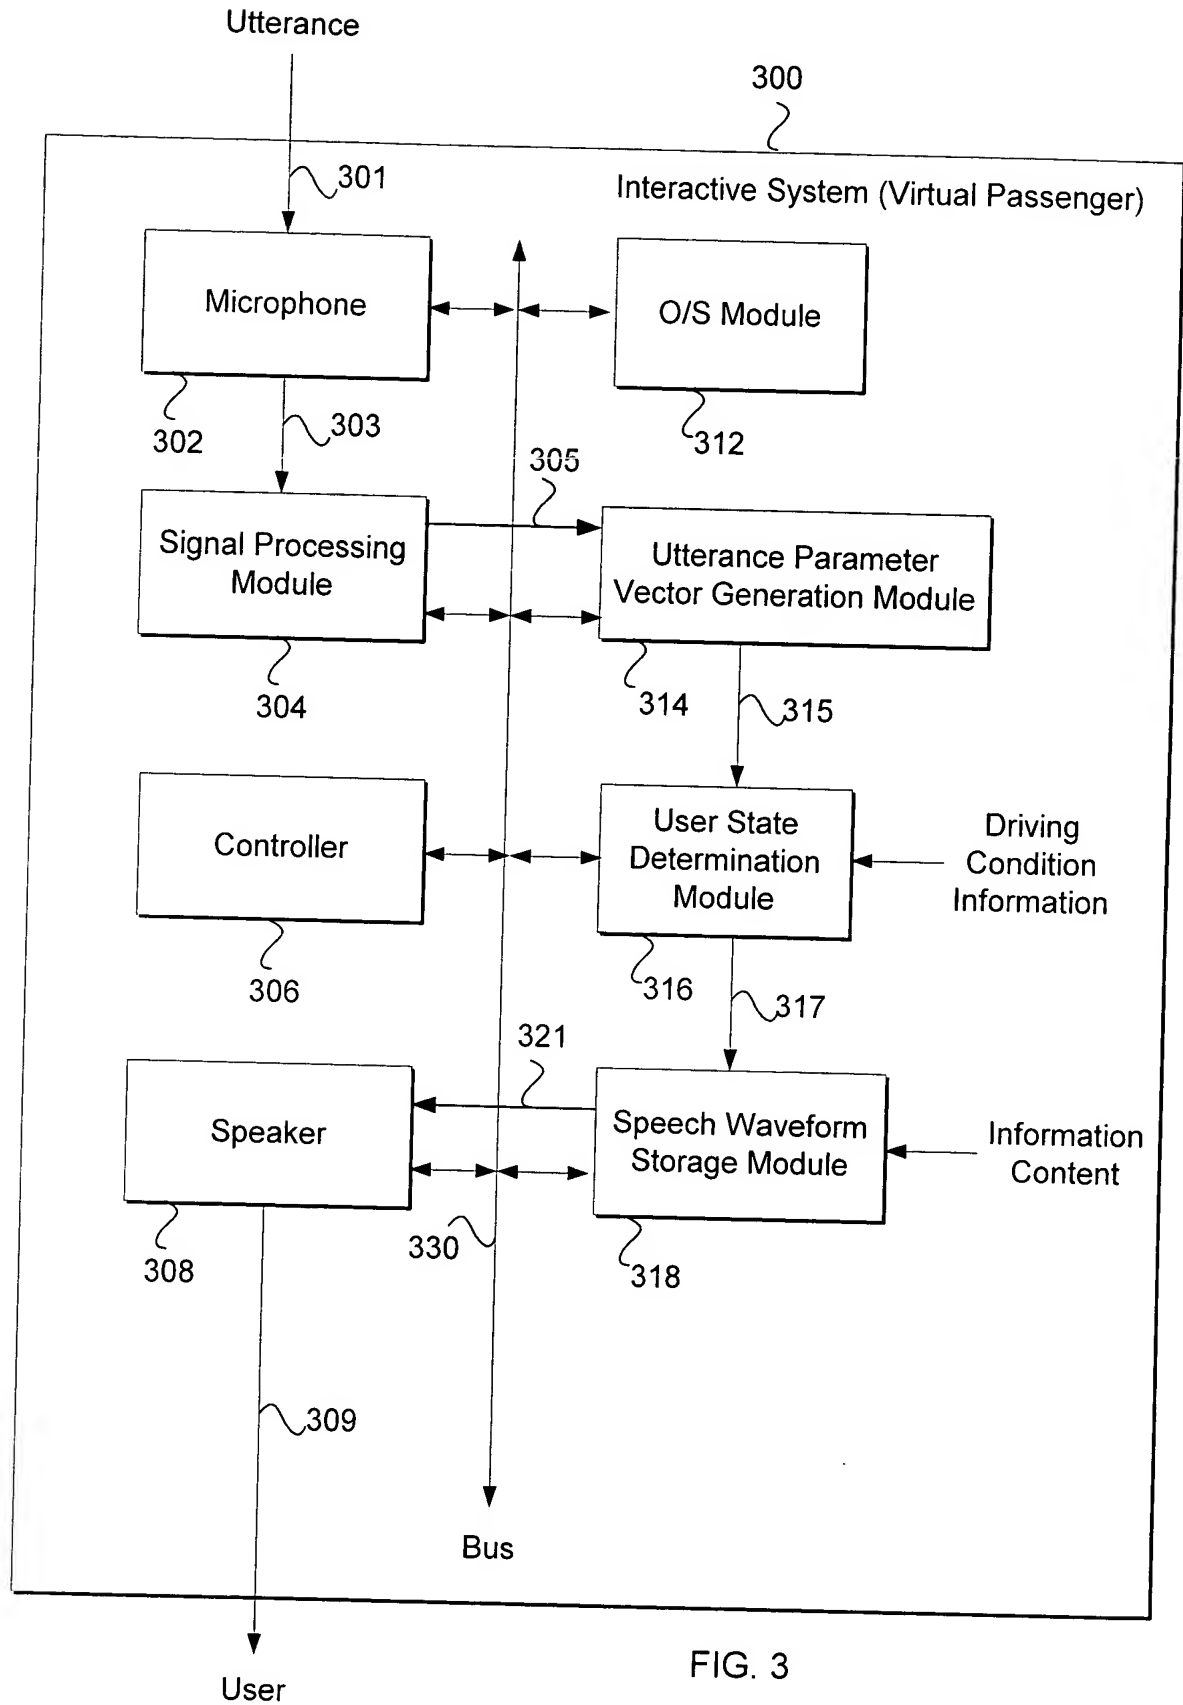 Utterance
300
301
Interactive System (Virtual Passenger)
Microphone
O/S Module
302
303
312
305
Signal Processing
Module
Utterance Parameter
Vector Generation Module
304
314
315
Controller
User State
Determination
Module
Driving
Condition
Information
306
316
317
321
Speaker
Speech Waveform
Storage Module
Information
Content
308
330
318
309
Bus
User
FIG. 3